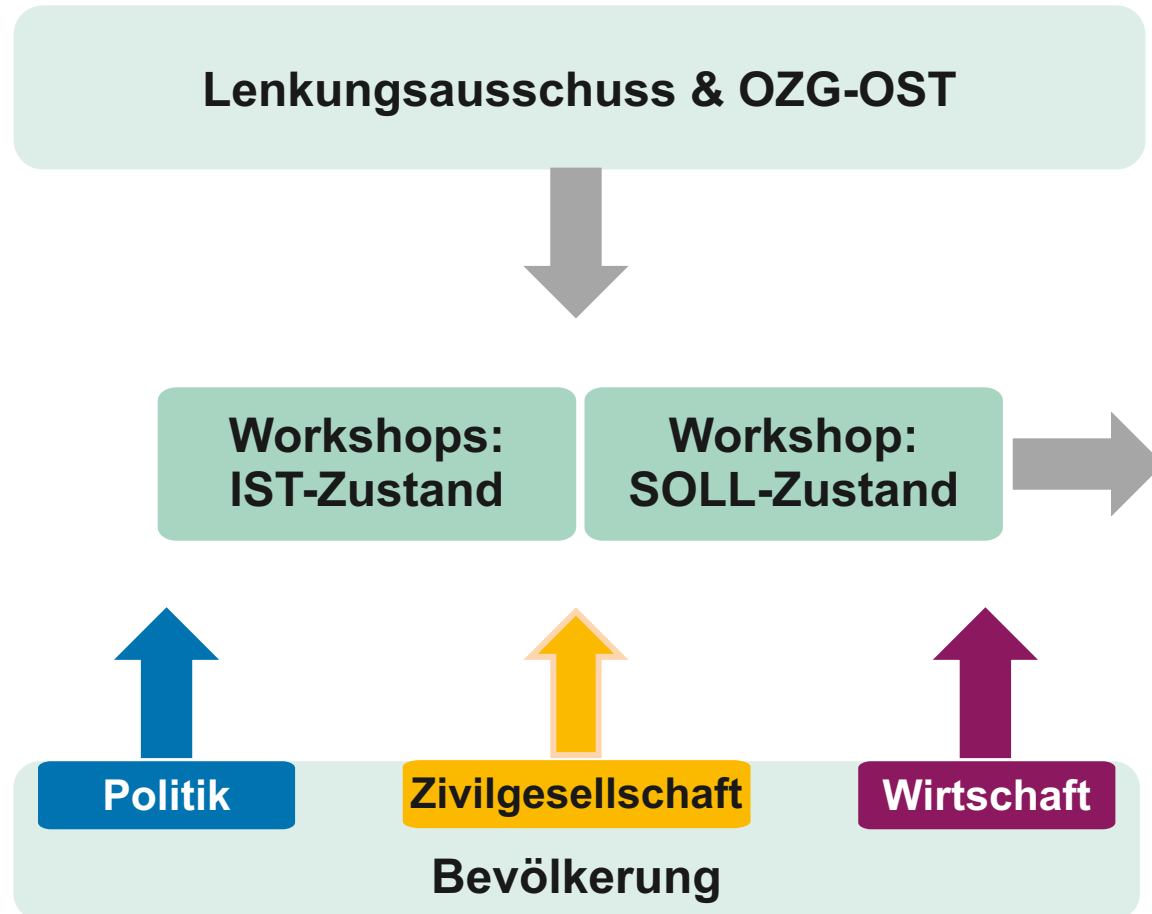 Lenkungsausschuss & OZG-OST
Workshops:
IST-Zustand
Workshop:
SOLL-Zustand
Politik
Zivilgesellschaft
Wirtschaft
Bevölkerung